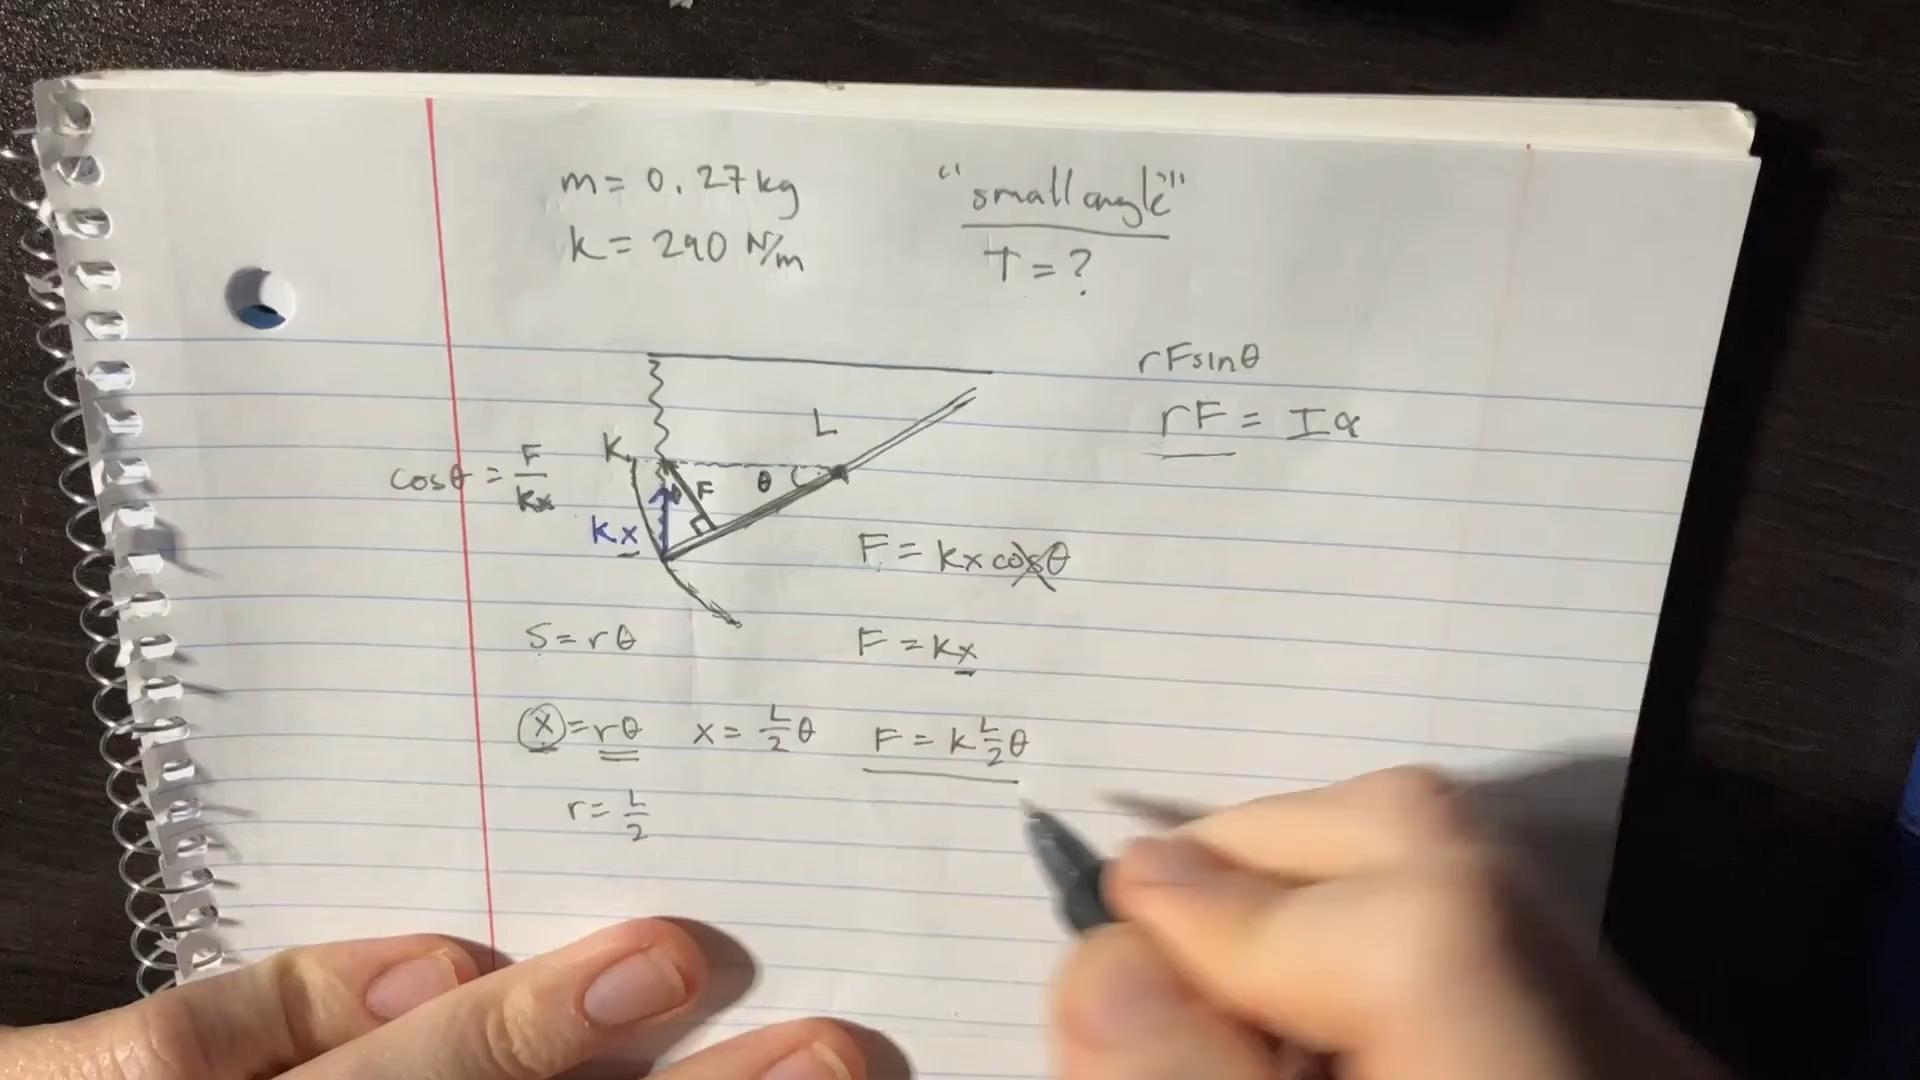 m = 0.27 kg
k = 290 N/m
"small angle"
T = ?
rFsinθ
rF = Iα
L
K
cosθ = F/kx
θ
F
θ
kx
F = kx cosθ
S = rθ
F = kx
x = rθ
x = L/2 θ
F = k L/2 θ
r = L/2